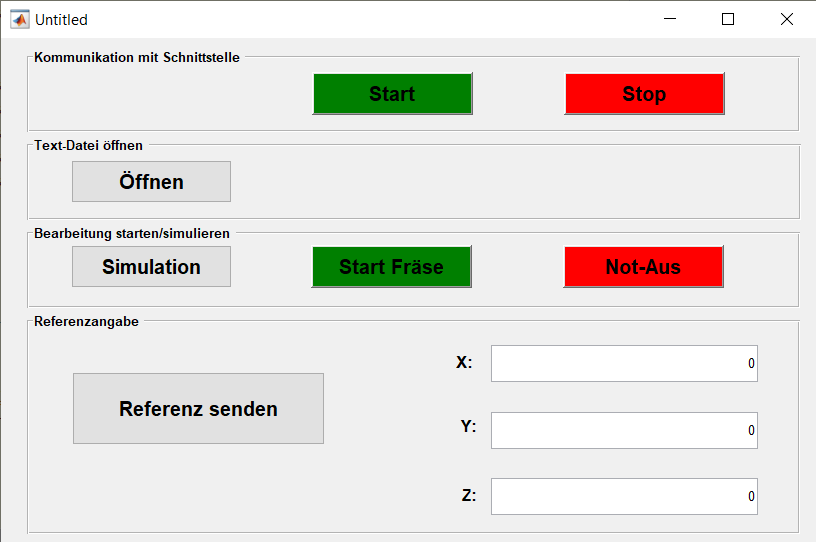 Untitled
Kommunikation mit Schnittstelle
Start
Stop
Text-Datei öffnen
Öffnen
Bearbeitung starten/simulieren
Simulation
Start Fräse
Not-Aus
Referenzangabe
X:
0
Referenz senden
Y:
0
Z:
0